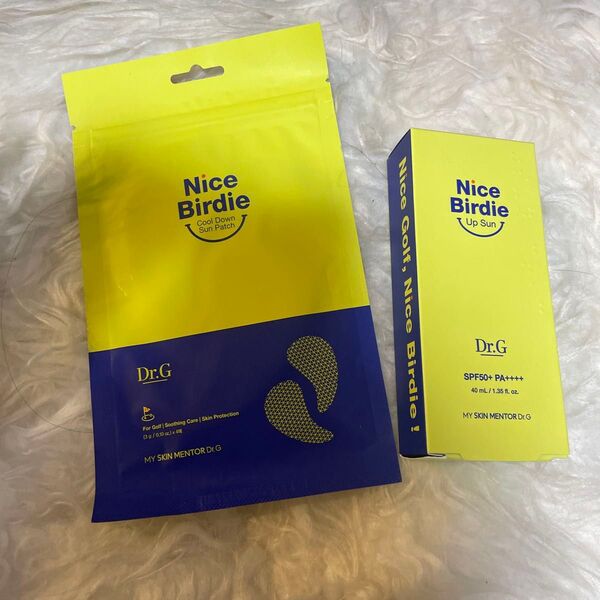 Nice
Birdie
Cool Down
Sun Patch
Dr.G
For Golf | Soothing Care | Skin Protection
MY SKIN MENTOR Dr.G
Nice Golf, Nice Birdie!
Nice
Birdie
Up Sun
Dr.G
SPF50+ PA++++
40 mL / 1.35 fl. oz.
MY SKIN MENTOR Dr.G